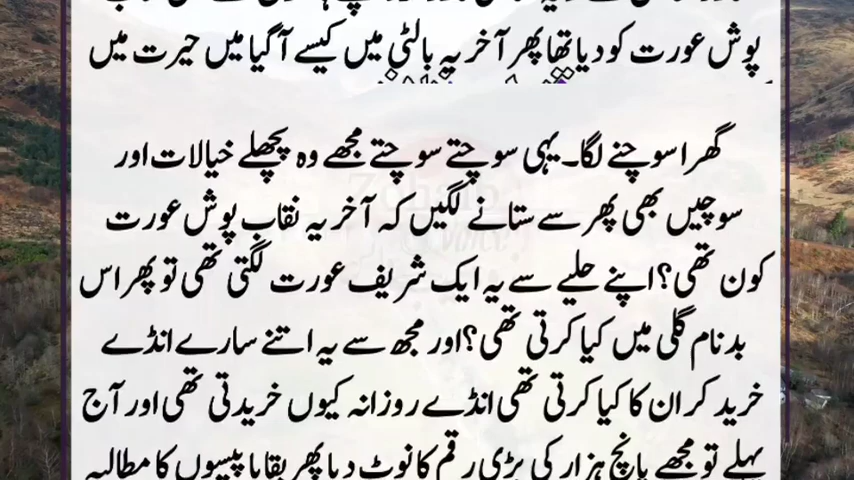 پوش عورت کو دیا تھا پھر آخر یہ بالٹی میں کیسے آگیا میں حیرت میں
گھرا سوچنے لگا۔ یہی سوچتے سوچتے مجھے وہ پچھلے خیالات اور
سوچیں بھی پھر سے ستانے لگیں کہ آخر یہ نقاب پوش عورت
کون تھی؟ اپنے حلیے سے یہ ایک شریف عورت لگتی تھی تو پھر اس
بدنام گلی میں کیا کرتی تھی؟ اور مجھ سے یہ اتنے سارے انڈے
خرید کر ان کا کیا کرتی تھی انڈے روزانہ کیوں خریدتی تھی اور آج
پہلے تو مجھے پانچ ہزار کی بڑی رقم کا نوٹ دیا پھر بقایا پیسوں کا مطالبہ